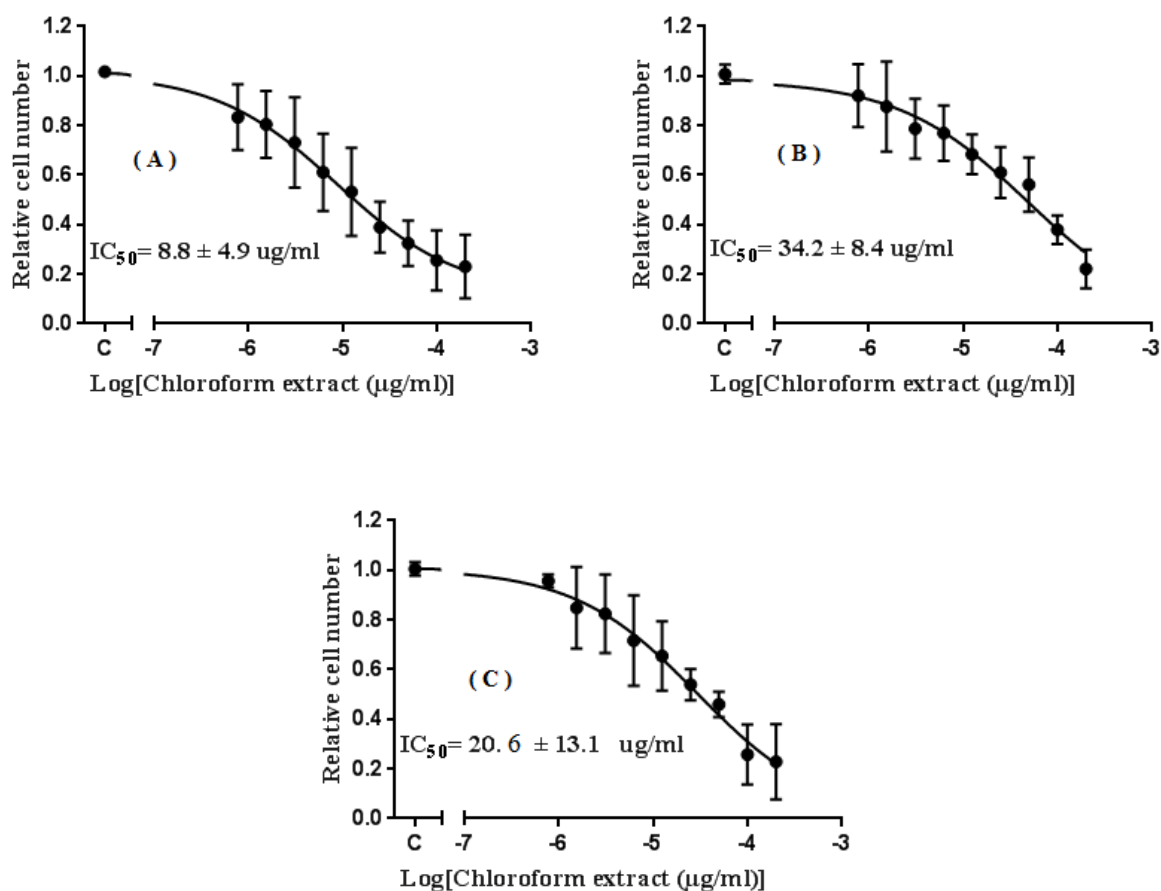 Relative cell number
1.2
1.0
0.8
0.6
0.4
0.2
0.0
( A )
IC50= 8.8 ± 4.9 ug/ml
C -7 -6 -5 -4 -3
Log[Chloroform extract (µg/ml)]
Relative cell number
1.2
1.0
0.8
0.6
0.4
0.2
0.0
( B )
IC50= 34.2 ± 8.4 ug/ml
C -7 -6 -5 -4 -3
Log[Chloroform extract (µg/ml)]
Relative cell number
1.2
1.0
0.8
0.6
0.4
0.2
0.0
( C )
IC50= 20. 6 ± 13.1 ug/ml
C -7 -6 -5 -4 -3
Log[Chloroform extract (µg/ml)]